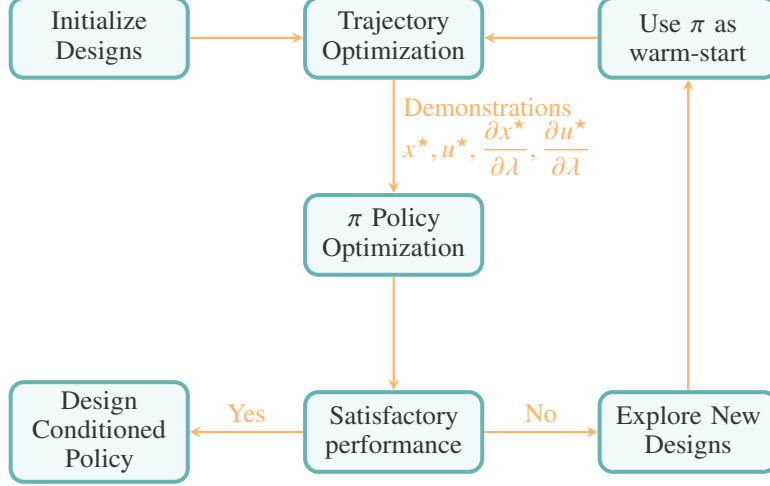 Initialize
Designs
Trajectory
Optimization
Use π as
warm-start
Demonstrations
x★, u★, ∂x★/∂λ, ∂u★/∂λ
π Policy
Optimization
Design
Conditioned
Policy
Yes
Satisfactory
performance
No
Explore New
Designs